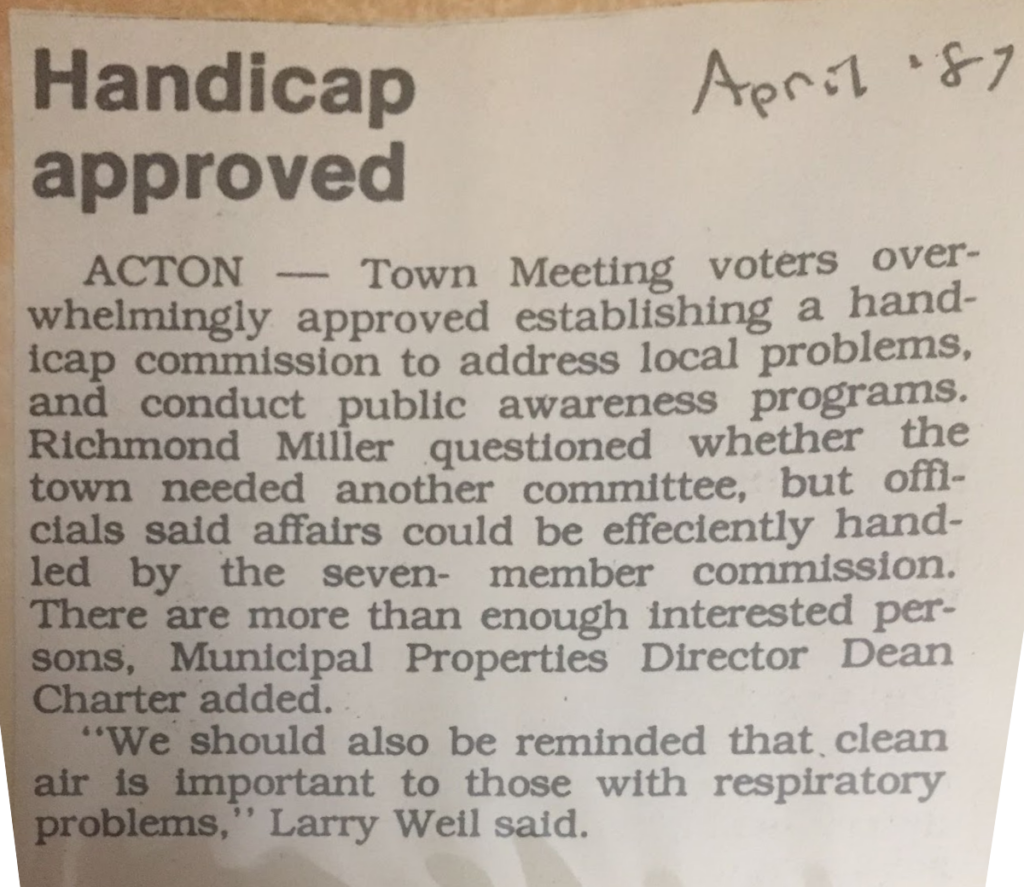 Handicap
approved
April '87
ACTON — Town Meeting voters over-
whelmingly approved establishing a hand-
icap commission to address local problems,
and conduct public awareness programs.
Richmond Miller questioned whether the
town needed another committee, but offi-
cials said affairs could be effeciently hand-
led by the seven- member commission.
There are more than enough interested per-
sons, Municipal Properties Director Dean
Charter added.
"We should also be reminded that clean
air is important to those with respiratory
problems," Larry Weil said.